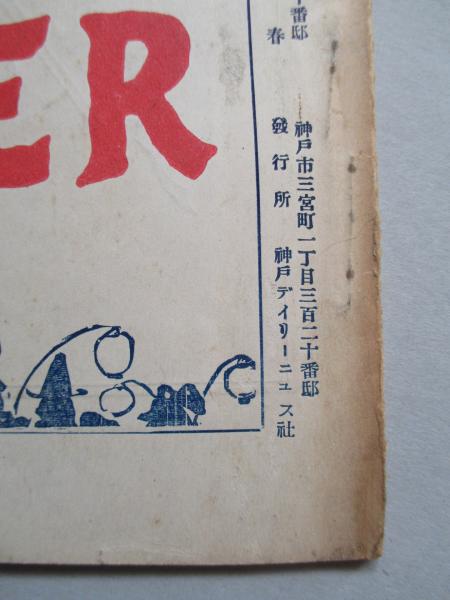 ER
十番邸
春
神戸市三宮町一丁目三百二十番邸
發行所 神戸デイリーニュス社